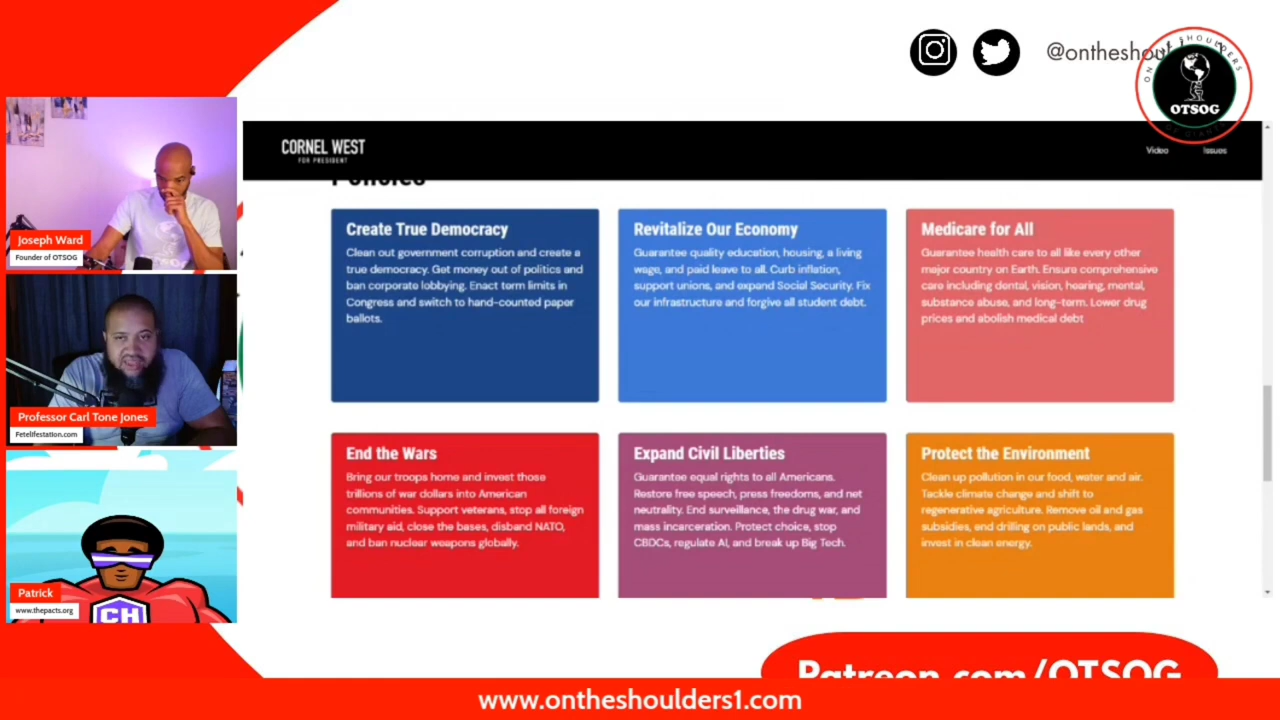 @ontheshoul
ON THE SHOULDERS
OF GIANTS
OTSOG
CORNEL WEST
FOR PRESIDENT
Video
Issues
Policies
Create True Democracy
Clean out government corruption and create a
true democracy. Get money out of politics and
ban corporate lobbying. Enact term limits in
Congress and switch to hand-counted paper
ballots.
Revitalize Our Economy
Guarantee quality education, housing, a living
wage, and paid leave to all. Curb inflation,
support unions, and expand Social Security. Fix
our infrastructure and forgive all student debt.
Medicare for All
Guarantee health care to all like every other
major country on Earth. Ensure comprehensive
care including dental, vision, hearing, mental,
substance abuse, and long-term. Lower drug
prices and abolish medical debt
End the Wars
Bring our troops home and invest those
trillions of war dollars into American
communities. Support veterans, stop all foreign
military aid, close the bases, disband NATO,
and ban nuclear weapons globally.
Expand Civil Liberties
Guarantee equal rights to all Americans.
Restore free speech, press freedoms, and net
neutrality. End surveillance, the drug war, and
mass incarceration. Protect choice, stop
CBDCs, regulate AI, and break up Big Tech.
Protect the Environment
Clean up pollution in our food, water and air.
Tackle climate change and shift to
regenerative agriculture. Remove oil and gas
subsidies, end drilling on public lands, and
invest in clean energy.
Joseph Ward
Founder of OTSOG
Professor Carl Tone Jones
Fetelifestation.com
Patrick
www.thepacts.org
CH
Patreon.com/OTSOG
www.ontheshoulders1.com